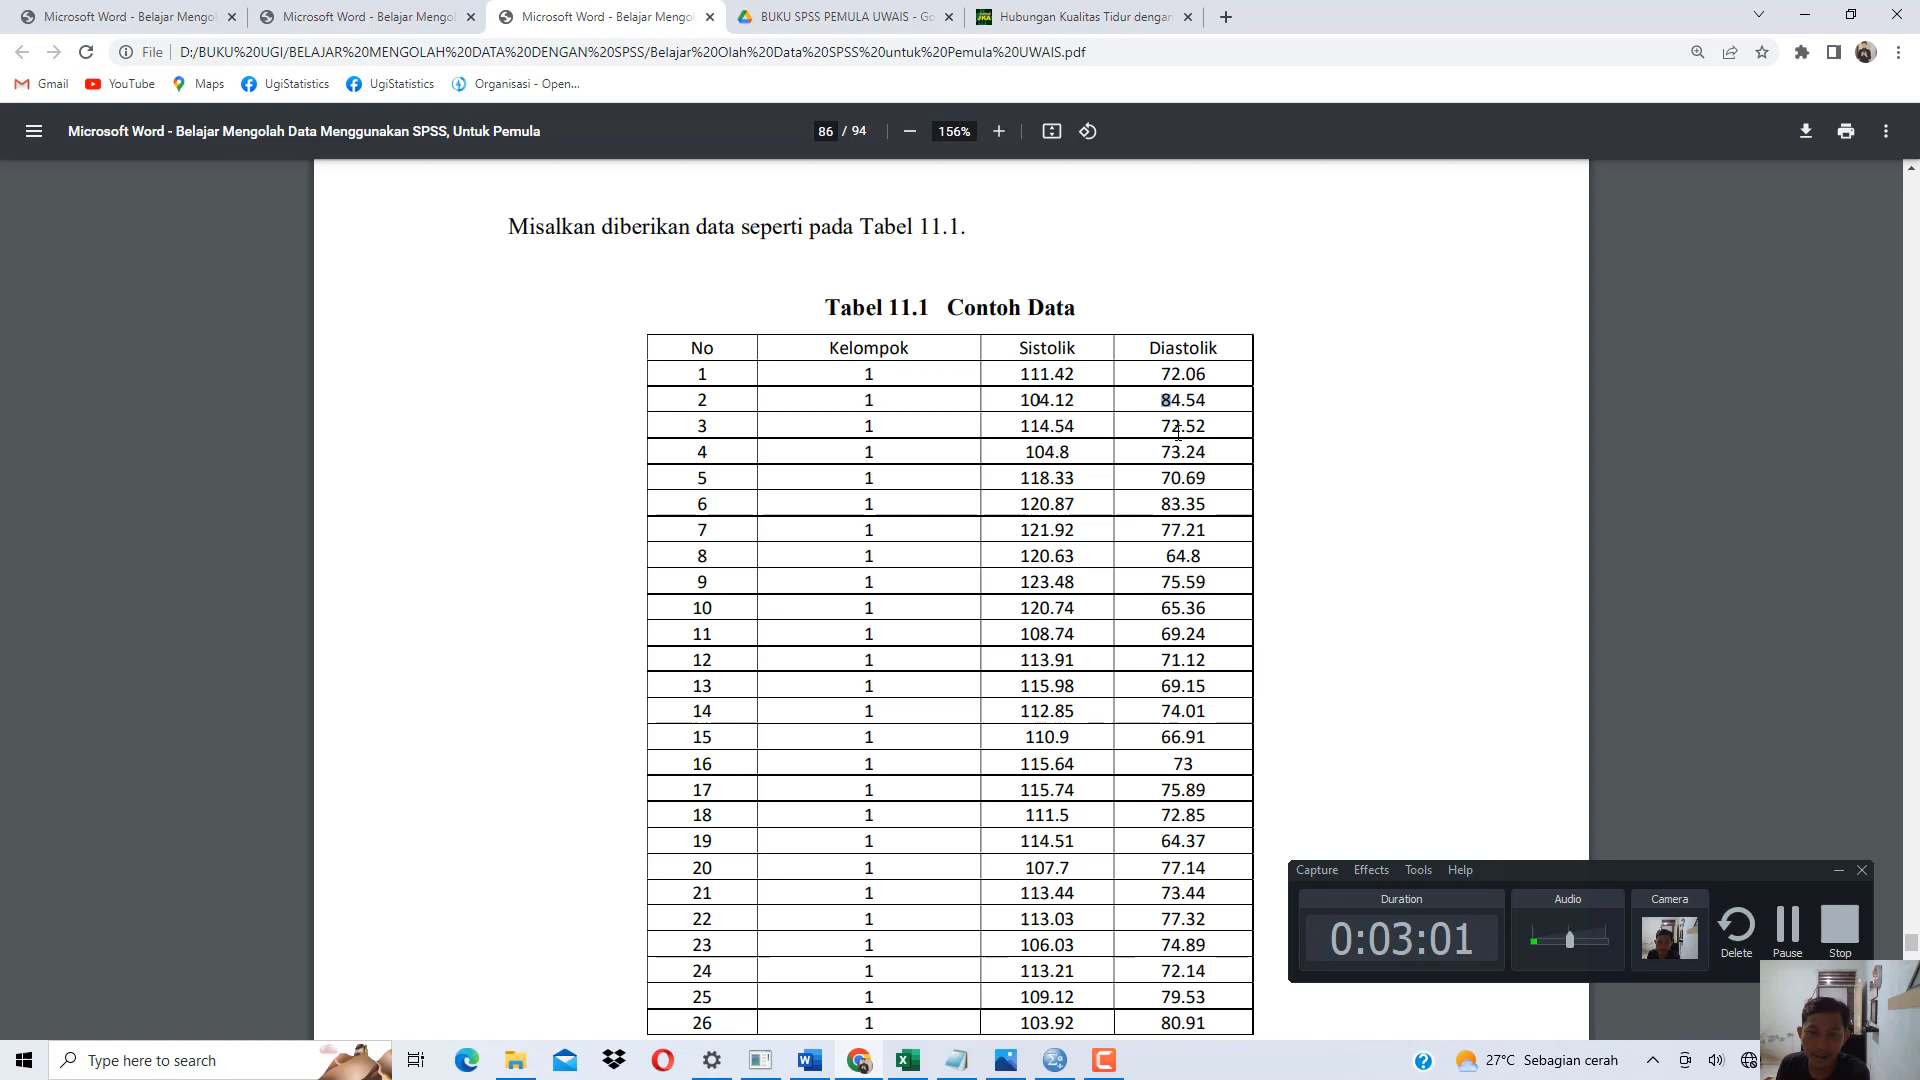 Microsoft Word - Belajar Mengol
Microsoft Word - Belajar Mengol
Microsoft Word - Belajar Mengol
BUKU SPSS PEMULA UWAIS - Go
Hubungan Kualitas Tidur dengan
File D:/BUKU%20UGI/BELAJAR%20MENGOLAH%20DATA%20DENGAN%20SPSS/Belajar%20Olah%20Data%20SPSS%20untuk%20Pemula%20UWAIS.pdf
Gmail YouTube Maps UgiStatistics UgiStatistics Organisasi - Open...
Microsoft Word - Belajar Mengolah Data Menggunakan SPSS, Untuk Pemula 86 / 94 156%
Misalkan diberikan data seperti pada Tabel 11.1.
Tabel 11.1 Contoh Data
No Kelompok Sistolik Diastolik
1 1 111.42 72.06
2 1 104.12 84.54
3 1 114.54 72.52
4 1 104.8 73.24
5 1 118.33 70.69
6 1 120.87 83.35
7 1 121.92 77.21
8 1 120.63 64.8
9 1 123.48 75.59
10 1 120.74 65.36
11 1 108.74 69.24
12 1 113.91 71.12
13 1 115.98 69.15
14 1 112.85 74.01
15 1 110.9 66.91
16 1 115.64 73
17 1 115.74 75.89
18 1 111.5 72.85
19 1 114.51 64.37
20 1 107.7 77.14
21 1 113.44 73.44
22 1 113.03 77.32
23 1 106.03 74.89
24 1 113.21 72.14
25 1 109.12 79.53
26 1 103.92 80.91
Capture Effects Tools Help
Duration Audio Camera
0:03:01
Delete Pause Stop
Type here to search
27°C Sebagian cerah